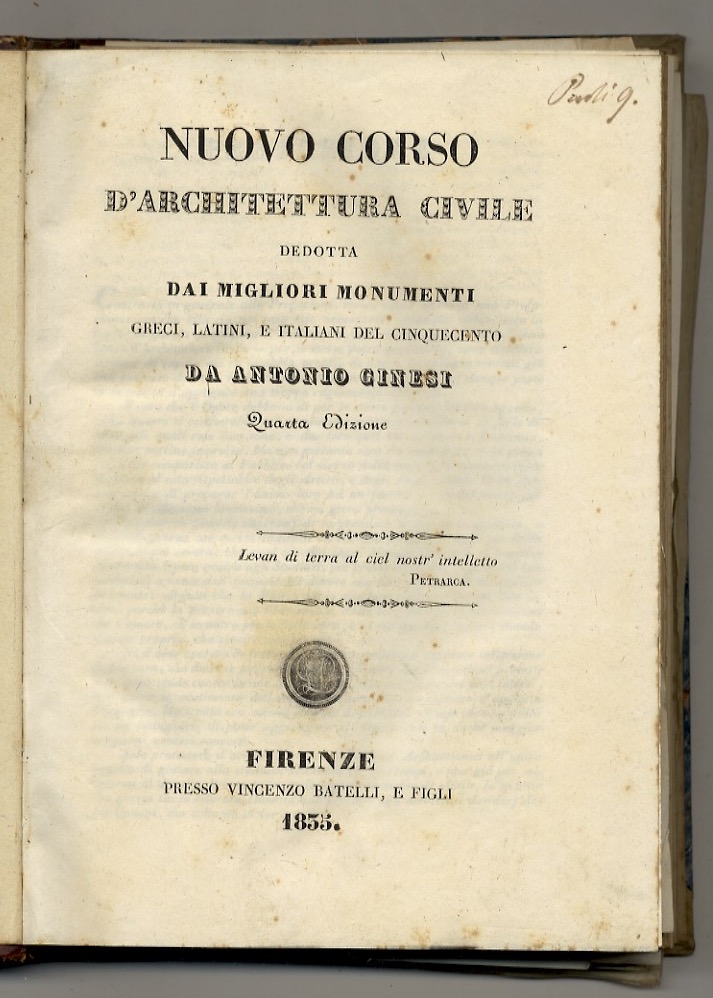 Paoli 9.
NUOVO CORSO
D'ARCHITETTURA CIVILE
DEDOTTA
DAI MIGLIORI MONUMENTI
GRECI, LATINI, E ITALIANI DEL CINQUECENTO
DA ANTONIO GINESI
Quarta Edizione
Levan di terra al ciel nostr' intelletto
PETRARCA.
FIRENZE
PRESSO VINCENZO BATELLI, E FIGLI
1835.